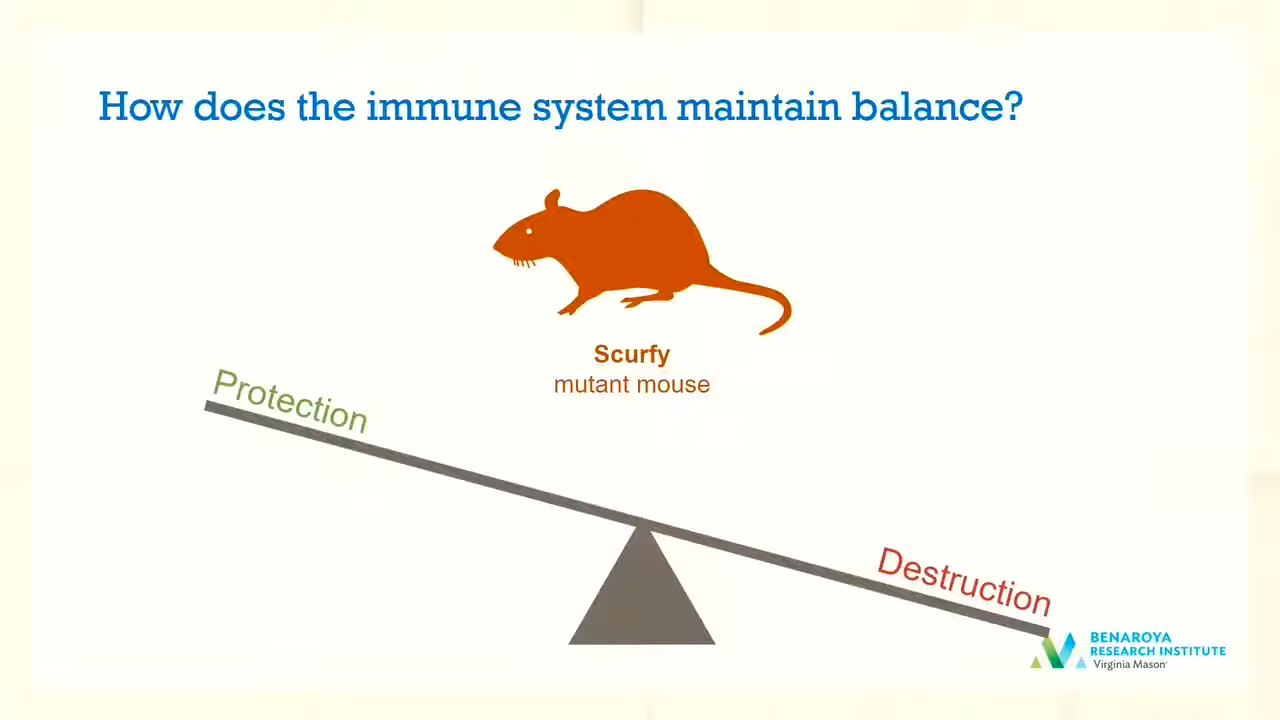 How does the immune system maintain balance?
Scurfy
mutant mouse
Protection
Destruction
BENAROYA
RESEARCH INSTITUTE
Virginia Mason